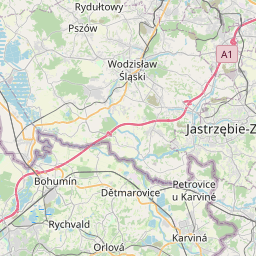 Rydułtowy
Pszów
Wodzisław
Śląski
A1
Jastrzębie-Z
Bohumín
Dětmarovice
Petrovice
u Karviné
Rychvald
Karviná
Orlová